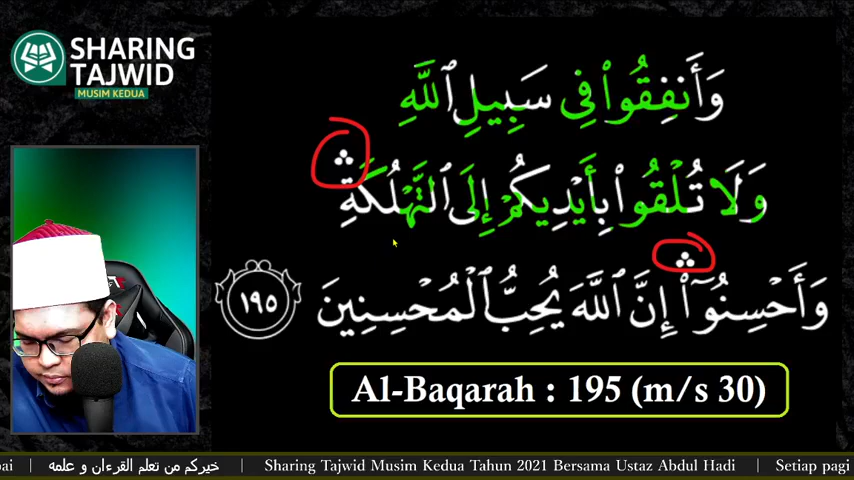 SHARING
TAJWID
MUSIM KEDUA
وَأَنفِقُوا۟ فِى سَبِيلِ ٱللَّهِ
وَلَا تُلْقُوا۟ بِأَيْدِيكُمْ إِلَى ٱلتَّهْلُكَةِ ۛ
وَأَحْسِنُوٓا۟ ۛ إِنَّ ٱللَّهَ يُحِبُّ ٱلْمُحْسِنِينَ ١٩٥
Al-Baqarah : 195 (m/s 30)
ai | خيركم من تعلم القرءان و علمه | Sharing Tajwid Musim Kedua Tahun 2021 Bersama Ustaz Abdul Hadi | Setiap pagi